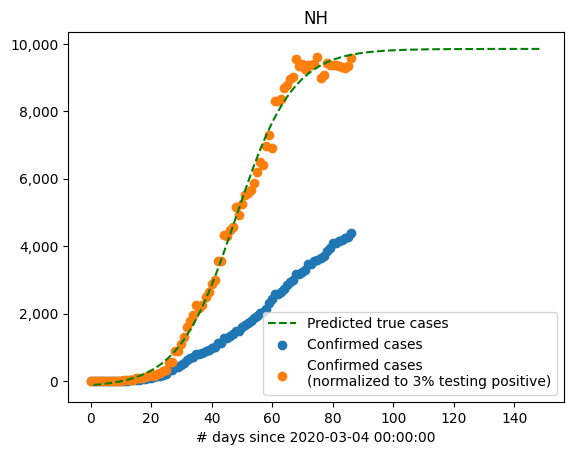 NH
10,000
8,000
6,000
4,000
2,000
0
Predicted true cases
Confirmed cases
Confirmed cases
(normalized to 3% testing positive)
0 20 40 60 80 100 120 140
# days since 2020-03-04 00:00:00